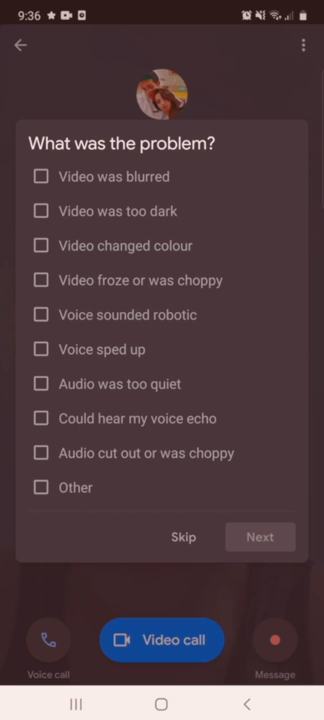 9:36
What was the problem?
Video was blurred
Video was too dark
Video changed colour
Video froze or was choppy
Voice sounded robotic
Voice sped up
Audio was too quiet
Could hear my voice echo
Audio cut out or was choppy
Other
Skip Next
Video call
Voice call Message